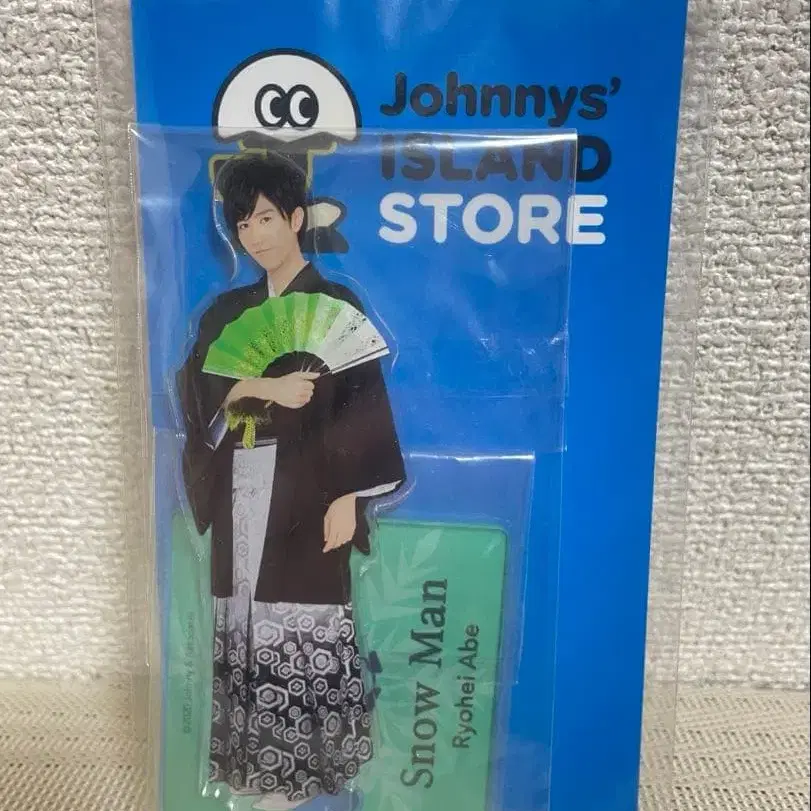 Johnnys'
ISLAND
STORE
Snow Man
Ryohei Abe